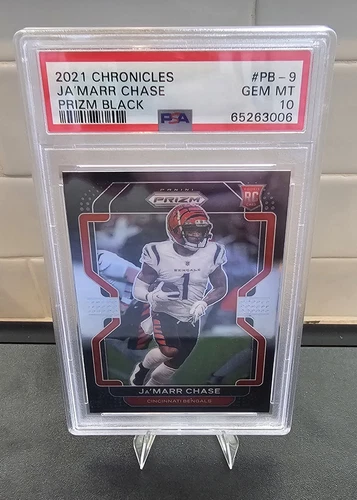 2021 CHRONICLES #PB-9
JA'MARR CHASE GEM MT
PRIZM BLACK 10
PSA 65263006
PANINI
PRIZM
RC
BENGALS
1
JA'MARR CHASE
CINCINNATI BENGALS